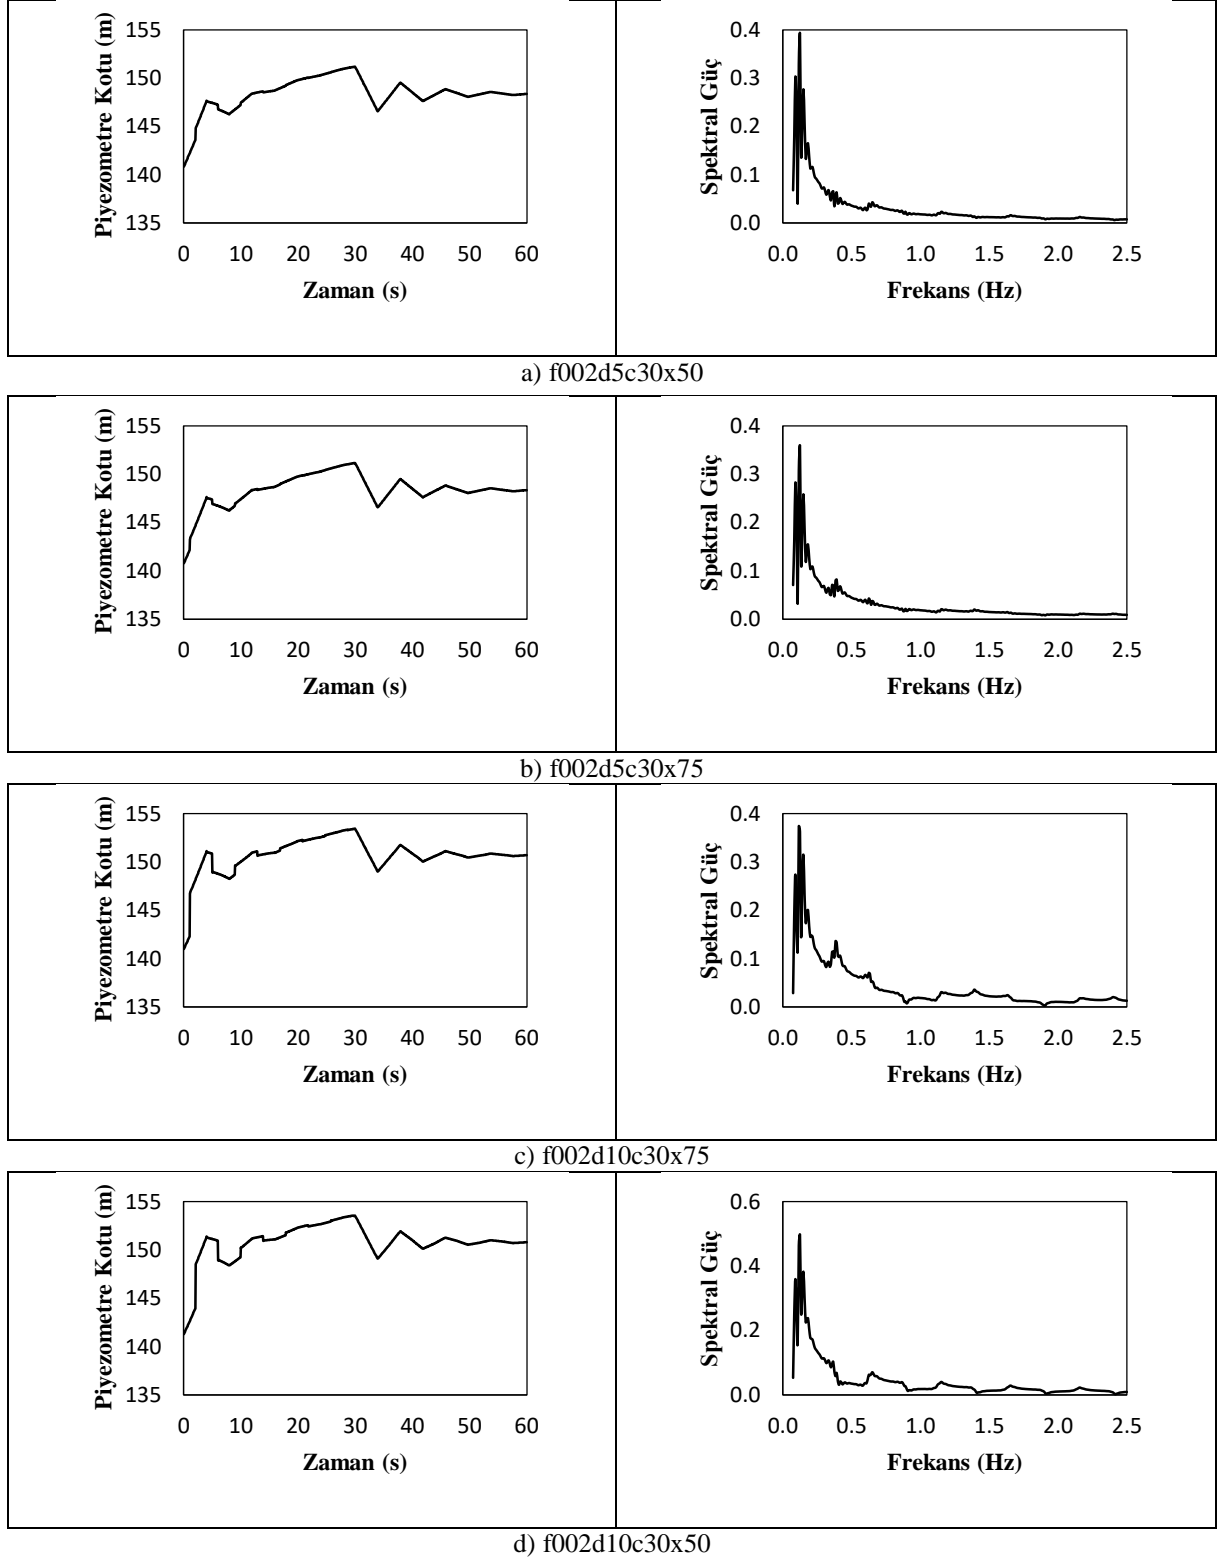 Piyezometre Kotu (m)
155
150
145
140
135
0 10 20 30 40 50 60
Zaman (s)
Spektral Güç
0.4
0.3
0.2
0.1
0.0
0.0 0.5 1.0 1.5 2.0 2.5
Frekans (Hz)
a) f002d5c30x50
Piyezometre Kotu (m)
155
150
145
140
135
0 10 20 30 40 50 60
Zaman (s)
Spektral Güç
0.4
0.3
0.2
0.1
0.0
0.0 0.5 1.0 1.5 2.0 2.5
Frekans (Hz)
b) f002d5c30x75
Piyezometre Kotu (m)
155
150
145
140
135
0 10 20 30 40 50 60
Zaman (s)
Spektral Güç
0.4
0.3
0.2
0.1
0.0
0.0 0.5 1.0 1.5 2.0 2.5
Frekans (Hz)
c) f002d10c30x75
Piyezometre Kotu (m)
155
150
145
140
135
0 10 20 30 40 50 60
Zaman (s)
Spektral Güç
0.6
0.4
0.2
0.0
0.0 0.5 1.0 1.5 2.0 2.5
Frekans (Hz)
d) f002d10c30x50